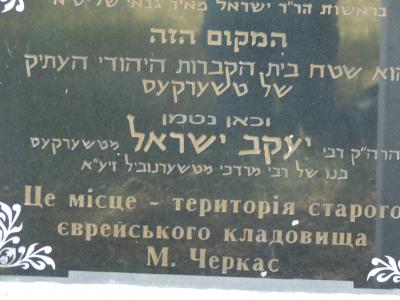 בראשות הר"ר ישראל מאיר גבאי שליט"א
המקום הזה
הוא שטח בית הקברות היהודי העתיק
של טשערקעס
וכאן נטמן
הרה"ק רבי יעקב ישראל מטשערקעס
בנו של רבי מרדכי מטשערנוביל זיע"א
Це місце - територія старого
єврейського кладовища
М. Черкас